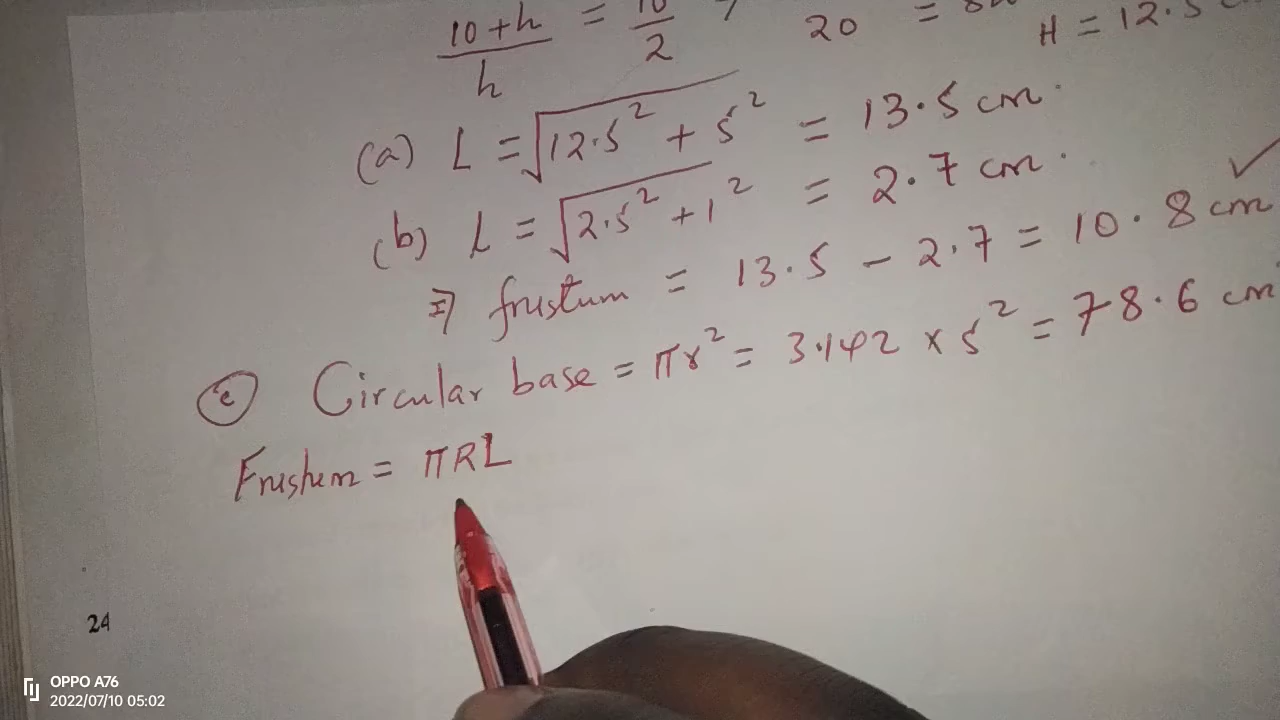 10 + h / h = 10 / 2 20 = 8h H = 12.5 cm
(a) L = √12.5² + 5² = 13.5 cm.
(b) L = √2.5² + 1² = 2.7 cm.
⇒ frustum = 13.5 − 2.7 = 10.8 cm ✓
(c) Circular base = πr² = 3.142 × 5² = 78.6 cm
Frustum = πRL
24
OPPO A76
2022/07/10 05:02